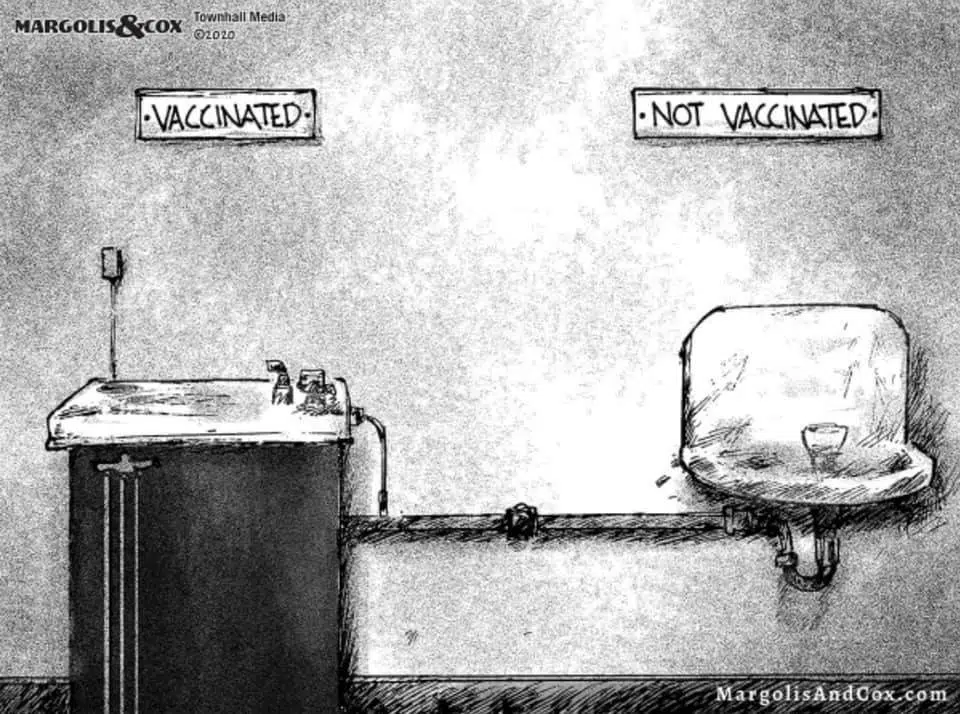 MARGOLIS&COX
Townhall Media
©2020
·VACCINATED·
·NOT VACCINATED·
MargolisAndCox.com